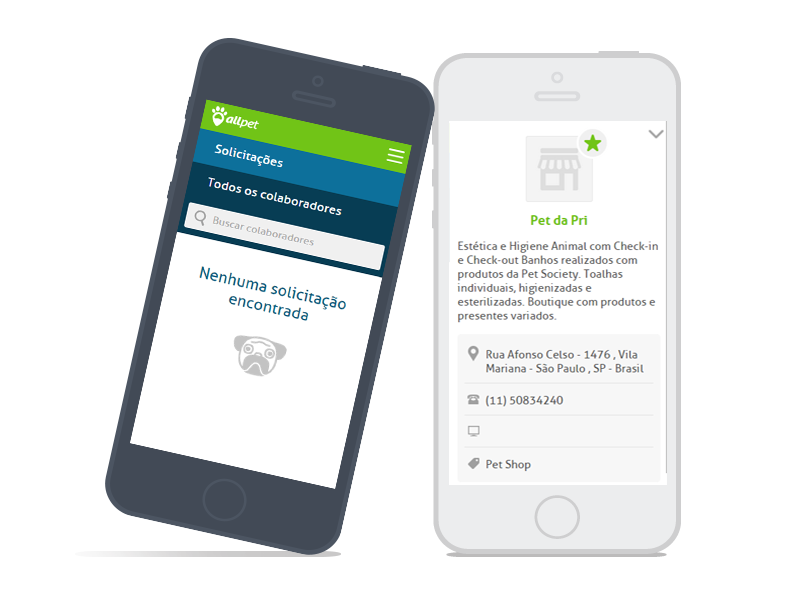 allpet
Solicitações
Todos os colaboradores
Buscar colaboradores
Nenhuma solicitação
encontrada
Pet da Pri
Estética e Higiene Animal com Check-in
e Check-out Banhos realizados com
produtos da Pet Society. Toalhas
individuais, higienizadas e
esterilizadas. Boutique com produtos e
presentes variados.
Rua Afonso Celso - 1476 , Vila
Mariana - São Paulo , SP - Brasil
(11) 50834240
Pet Shop